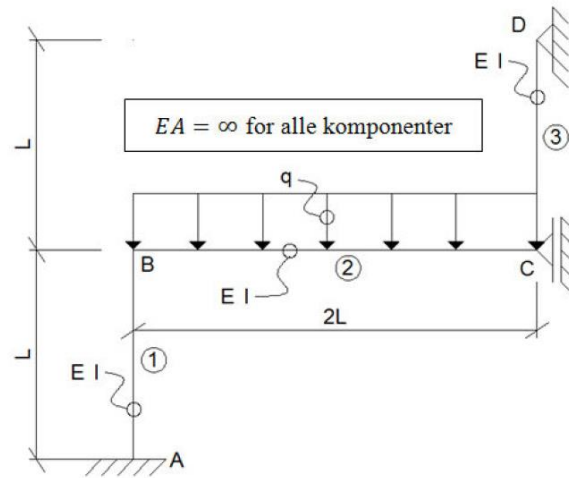 D
E I
EA = ∞ for alle komponenter
3
L
q
B
2
C
E I
2L
L
1
E I
A